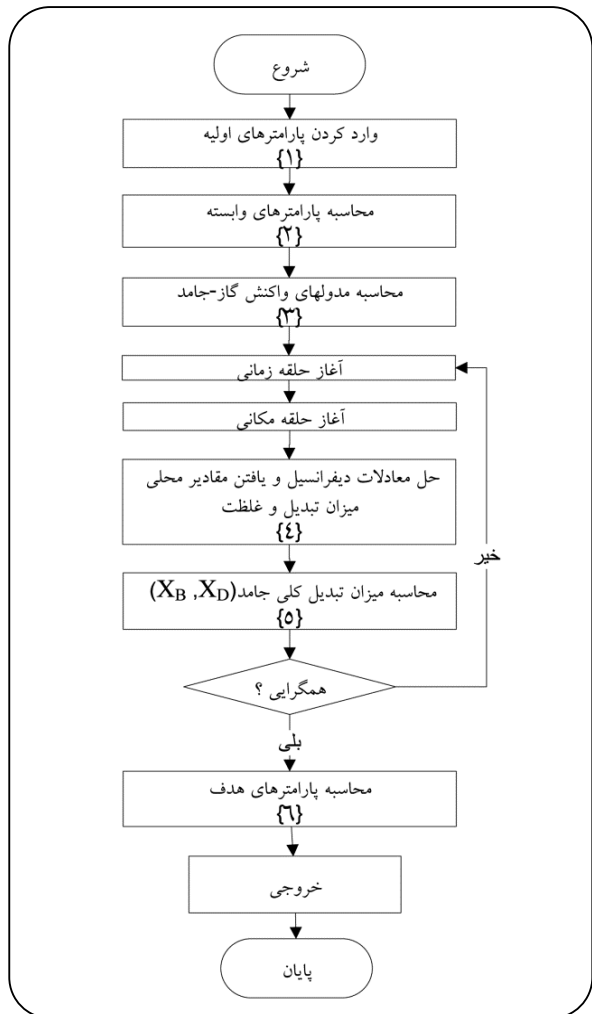 شروع
وارد کردن پارامترهای اولیه
{۱}
محاسبه پارامترهای وابسته
{۲}
محاسبه مدولهای واکنش گاز-جامد
{۳}
آغاز حلقه زمانی
آغاز حلقه مکانی
حل معادلات دیفرانسیل و یافتن مقادیر محلی
میزان تبدیل و غلظت
{٤}
خیر
محاسبه میزان تبدیل کلی جامد(X_B ,X_D)
{٥}
همگرایی ؟
بلی
محاسبه پارامترهای هدف
{٦}
خروجی
پایان